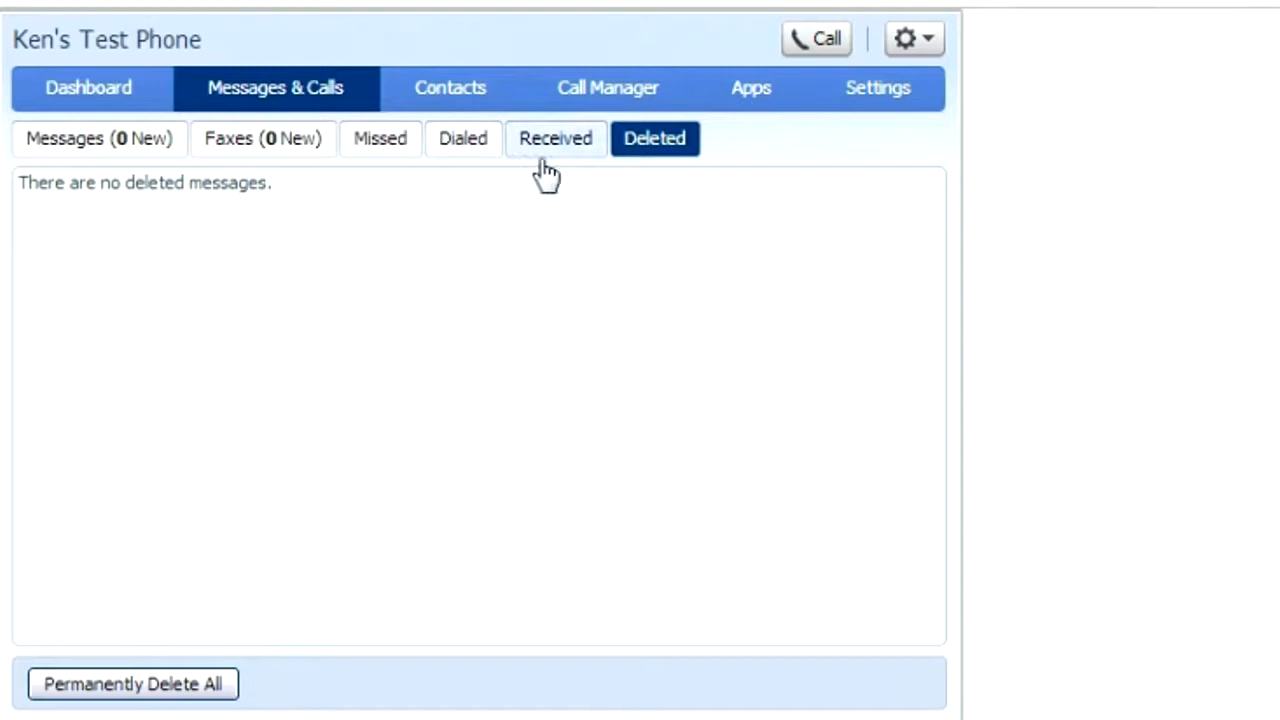 Ken's Test Phone
Call
Dashboard Messages & Calls Contacts Call Manager Apps Settings
Messages (0 New) Faxes (0 New) Missed Dialed Received Deleted
There are no deleted messages.
Permanently Delete All